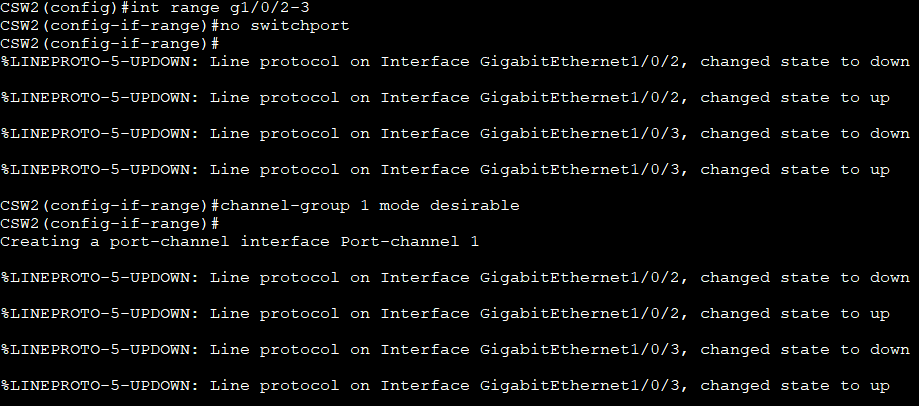 CSW2(config)#int range g1/0/2-3
CSW2(config-if-range)#no switchport
CSW2(config-if-range)#
%LINEPROTO-5-UPDOWN: Line protocol on Interface GigabitEthernet1/0/2, changed state to down
%LINEPROTO-5-UPDOWN: Line protocol on Interface GigabitEthernet1/0/2, changed state to up
%LINEPROTO-5-UPDOWN: Line protocol on Interface GigabitEthernet1/0/3, changed state to down
%LINEPROTO-5-UPDOWN: Line protocol on Interface GigabitEthernet1/0/3, changed state to up
CSW2(config-if-range)#channel-group 1 mode desirable
CSW2(config-if-range)#
Creating a port-channel interface Port-channel 1
%LINEPROTO-5-UPDOWN: Line protocol on Interface GigabitEthernet1/0/2, changed state to down
%LINEPROTO-5-UPDOWN: Line protocol on Interface GigabitEthernet1/0/2, changed state to up
%LINEPROTO-5-UPDOWN: Line protocol on Interface GigabitEthernet1/0/3, changed state to down
%LINEPROTO-5-UPDOWN: Line protocol on Interface GigabitEthernet1/0/3, changed state to up